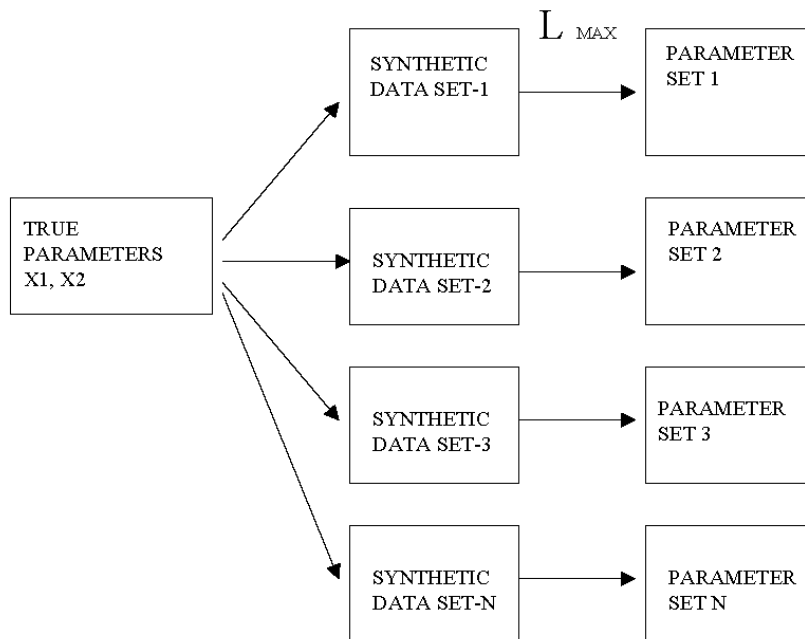 L MAX
SYNTHETIC
DATA SET-1
PARAMETER
SET 1
TRUE
PARAMETERS
X1, X2
SYNTHETIC
DATA SET-2
PARAMETER
SET 2
SYNTHETIC
DATA SET-3
PARAMETER
SET 3
SYNTHETIC
DATA SET-N
PARAMETER
SET N